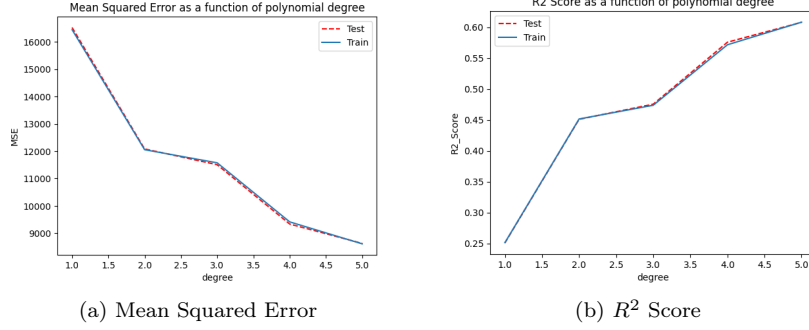 Mean Squared Error as a function of polynomial degree
Test
Train
16000
15000
14000
13000
12000
11000
10000
9000
MSE
1.0 1.5 2.0 2.5 3.0 3.5 4.0 4.5 5.0
degree
(a) Mean Squared Error
R2 Score as a function of polynomial degree
Test
Train
0.60
0.55
0.50
0.45
0.40
0.35
0.30
0.25
R2_Score
1.0 1.5 2.0 2.5 3.0 3.5 4.0 4.5 5.0
degree
(b) R² Score